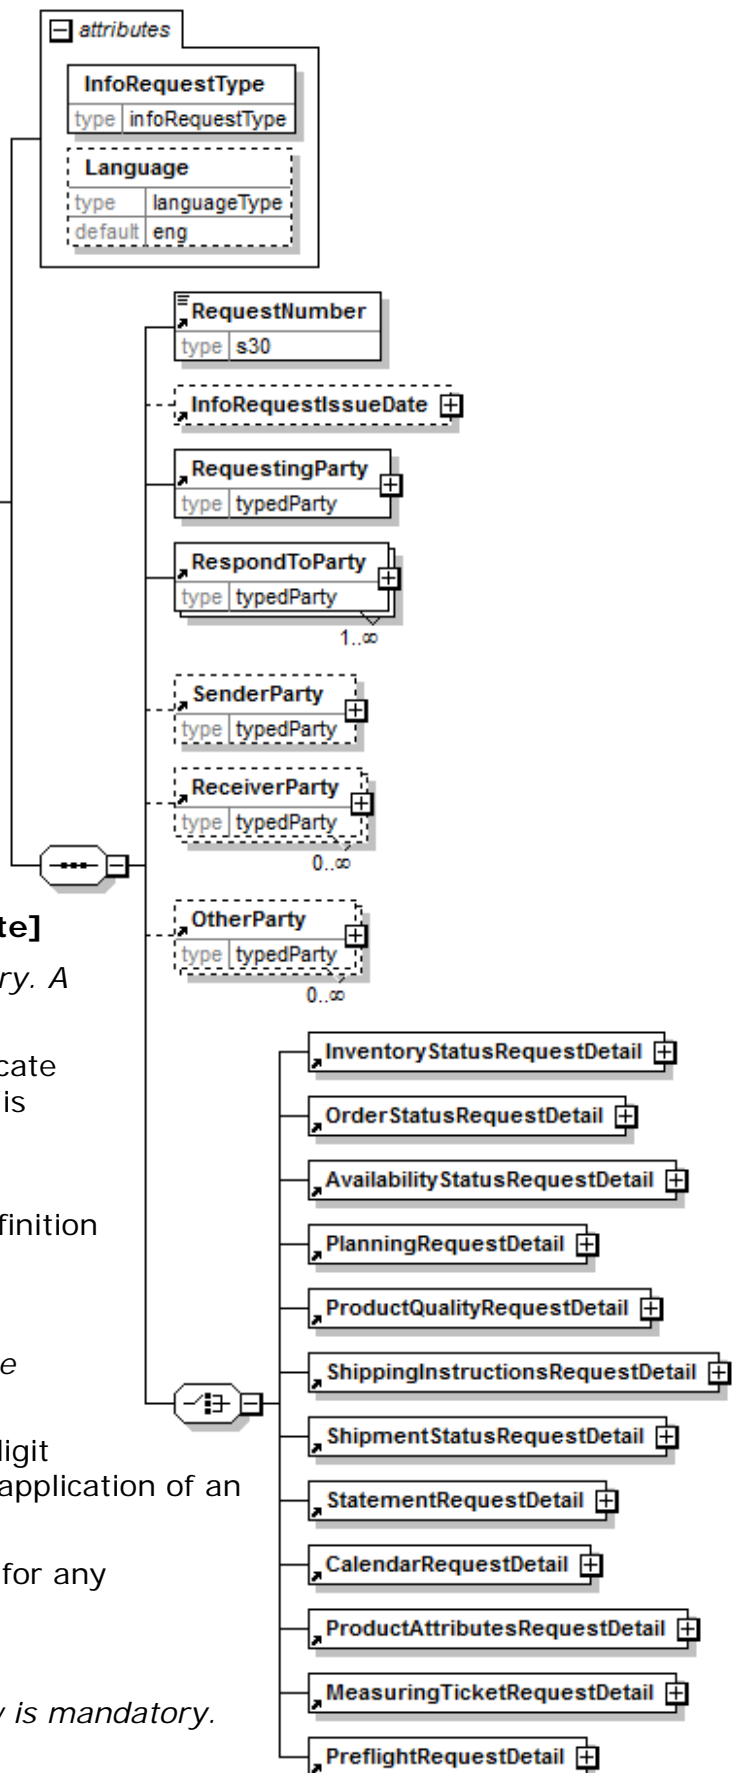 attributes
InfoRequestType
type infoRequestType
Language
type languageType
default eng
RequestNumber
type s30
InfoRequestIssueDate
RequestingParty
type typedParty
RespondToParty
type typedParty
1..∞
SenderParty
type typedParty
ReceiverParty
type typedParty
0..∞
OtherParty
type typedParty
0..∞
te]
ry. A
cate
is
finition
e
digit
application of an
for any
y is mandatory.
InventoryStatusRequestDetail
OrderStatusRequestDetail
AvailabilityStatusRequestDetail
PlanningRequestDetail
ProductQualityRequestDetail
ShippingInstructionsRequestDetail
ShipmentStatusRequestDetail
StatementRequestDetail
CalendarRequestDetail
ProductAttributesRequestDetail
MeasuringTicketRequestDetail
PreflightRequestDetail